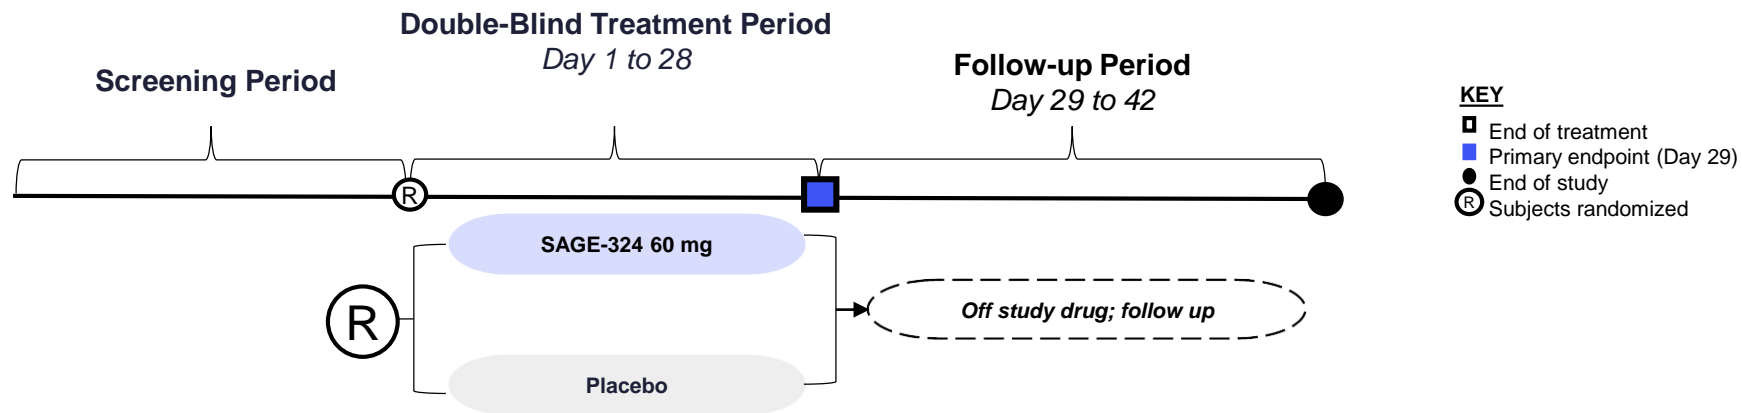 Double-Blind Treatment Period
Day 1 to 28
Screening Period
Follow-up Period
Day 29 to 42
KEY
End of treatment
Primary endpoint (Day 29)
End of study
R Subjects randomized
R
SAGE-324 60 mg
R
Off study drug; follow up
Placebo